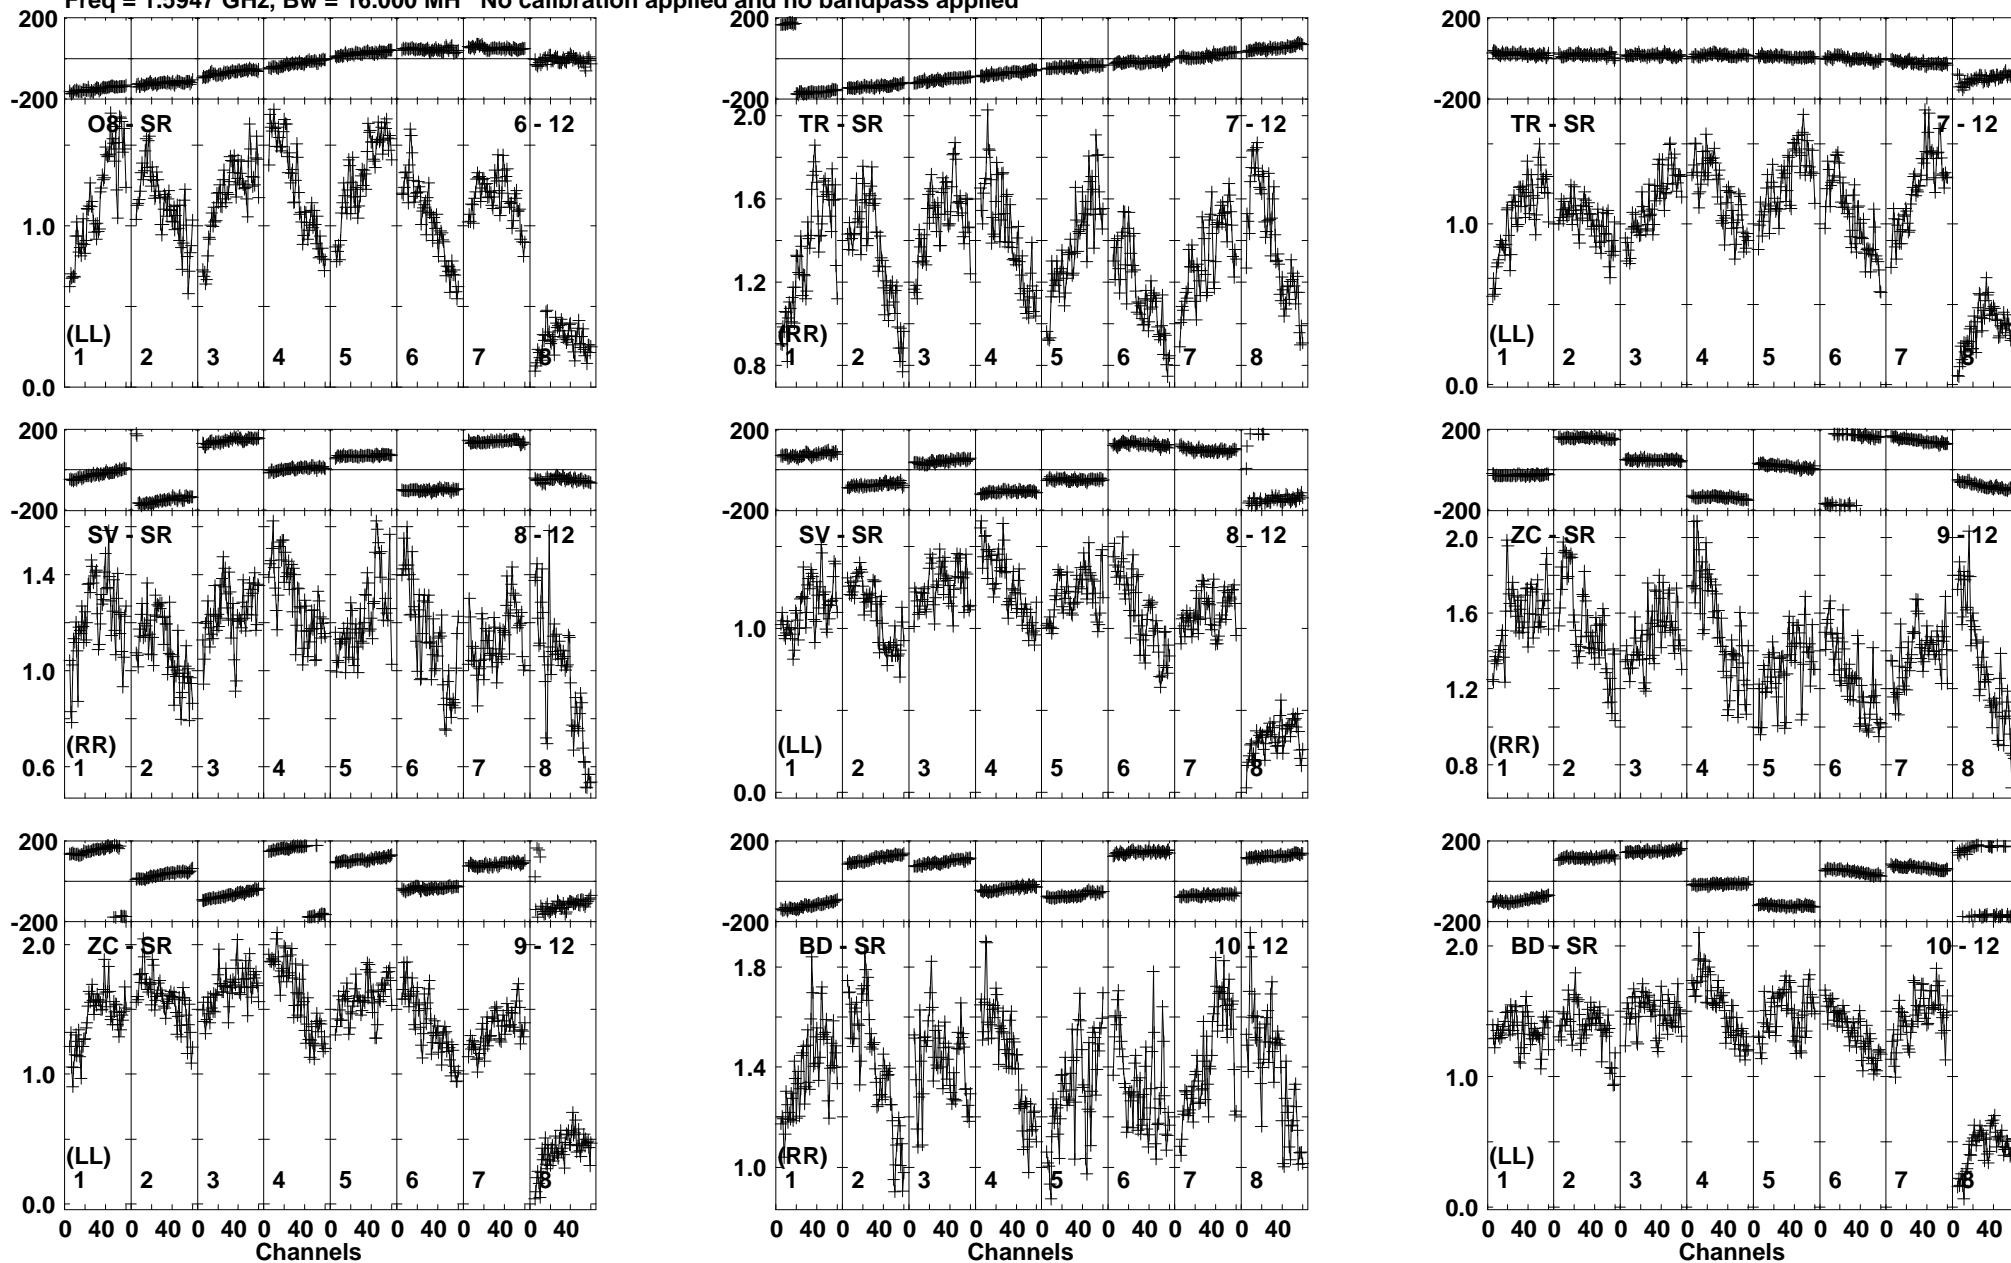 Freq = 1.5947 GHz, Bw = 16.000 MH No calibration applied and no bandpass applied
200
-200
O8 - SR 6 - 12
1.0
(LL)
1 2 3 4 5 6 7 8
0.0
200
-200
TR - SR 7 - 12
2.0
1.6
1.2
(RR)
1 2 3 4 5 6 7 8
0.8
200
-200
TR - SR 7 - 12
1.0
(LL)
1 2 3 4 5 6 7 8
0.0
200
-200
SV - SR 8 - 12
1.4
1.0
(RR)
1 2 3 4 5 6 7 8
0.6
200
-200
SV - SR 8 - 12
1.0
(LL)
1 2 3 4 5 6 7 8
0.0
200
-200
ZC - SR 9 - 12
2.0
1.6
1.2
(RR)
1 2 3 4 5 6 7 8
0.8
200
-200
ZC - SR 9 - 12
2.0
1.0
(LL)
1 2 3 4 5 6 7 8
0.0
0 40 0 40 0 40 0 40 0 40 0 40 0 40 0 40
Channels
200
-200
BD - SR 10 - 12
1.8
1.4
1.0
(RR)
1 2 3 4 5 6 7 8
0 40 0 40 0 40 0 40 0 40 0 40 0 40 0 40
Channels
200
-200
BD - SR 10 - 12
2.0
1.0
(LL)
1 2 3 4 5 6 7 8
0.0
0 40 0 40 0 40 0 40 0 40 0 40 0 40 0 40
Channels